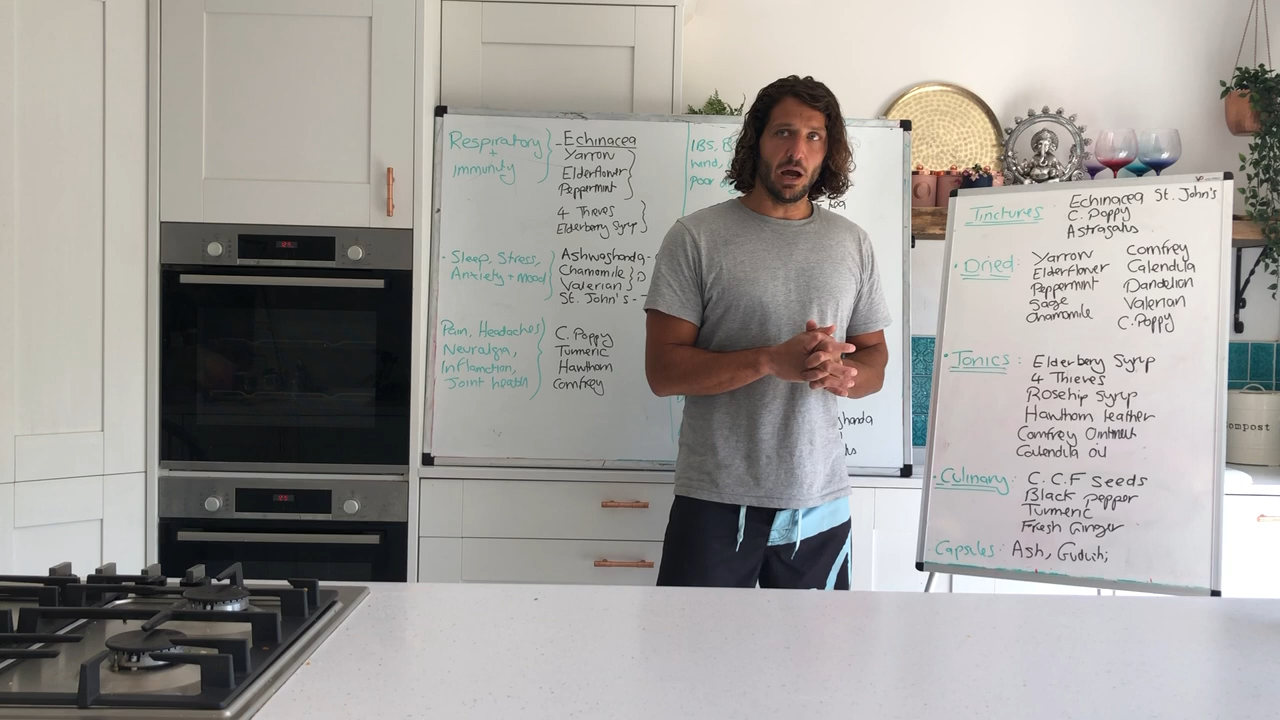 Respiratory
+
immunity
Echinacea
Yarrow
Elderflower
Peppermint
4 Thieves
Elderberry Syrup
- Sleep, Stress,
Anxiety + Mood
Ashwaghanda -
Chamomile
Valerian
St. John's -
Pain, Headaches
Neuralgia,
Inflamtion,
Joint health
C. Poppy
Turmeric
Hawthorn
Comfrey
IBS,
wind,
Poor
Tinctures
Echinacea St. John's
C. Poppy
Astragalus
- Dried:
Yarrow
Elderflower
Peppermint
Sage
Chamomile
Comfrey
Calendula
Dandelion
Valerian
C. Poppy
- Tonics:
Elderberry Syrup
4 Thieves
Rosehip Syrup
Hawthorn leather
Comfrey Ointment
Calendula oil
- Culinary:
C.C.F Seeds
Black pepper
Turmeric
Fresh Ginger
- Capsules: Ash, Guduchi
Compost